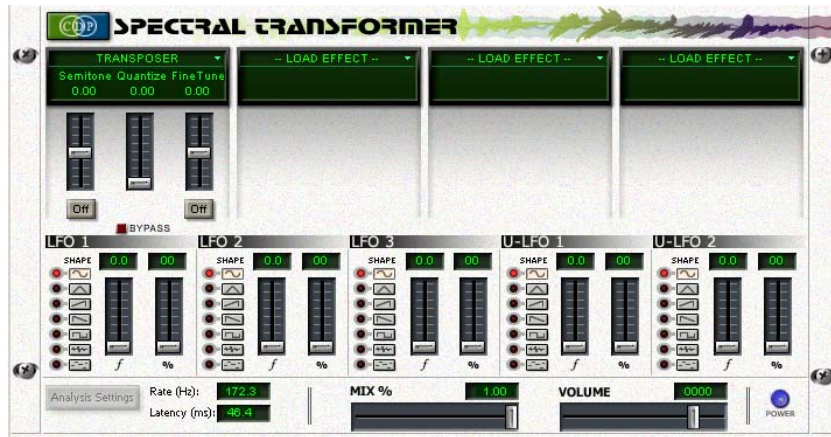 CDP SPECTRAL TRANSFORMER
TRANSPOSER
Semitone Quantize FineTune
0.00 0.00 0.00
-- LOAD EFFECT --
-- LOAD EFFECT --
-- LOAD EFFECT --
Off Off
BYPASS
LFO 1 LFO 2 LFO 3 U-LFO 1 U-LFO 2
SHAPE 0.0 00 SHAPE 0.0 00 SHAPE 0.0 00 SHAPE 0.0 00 SHAPE 0.0 00
f % f % f % f % f %
Analysis Settings
Rate (Hz): 172.3
Latency (ms): 46.4
MIX % 1.00
VOLUME 0000
POWER